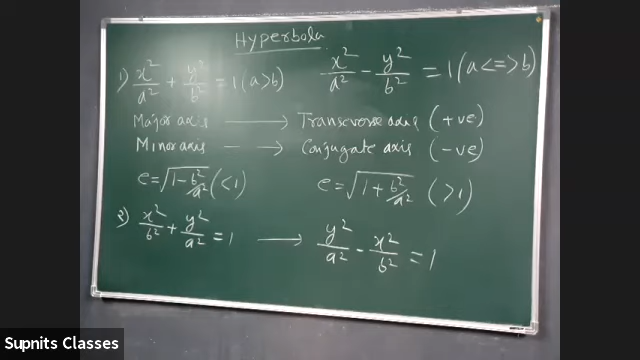 Hyperbola
1) x²/a² + y²/b² = 1 (a > b) x²/a² - y²/b² = 1 (a <=> b)
Major axis → Transverse axis (+ve)
Minor axis - → Conjugate axis (-ve)
e = √(1 - b²/a²) (< 1) e = √(1 + b²/a²) (> 1)
2) x²/b² + y²/a² = 1 → y²/a² - x²/b² = 1
Supnits Classes